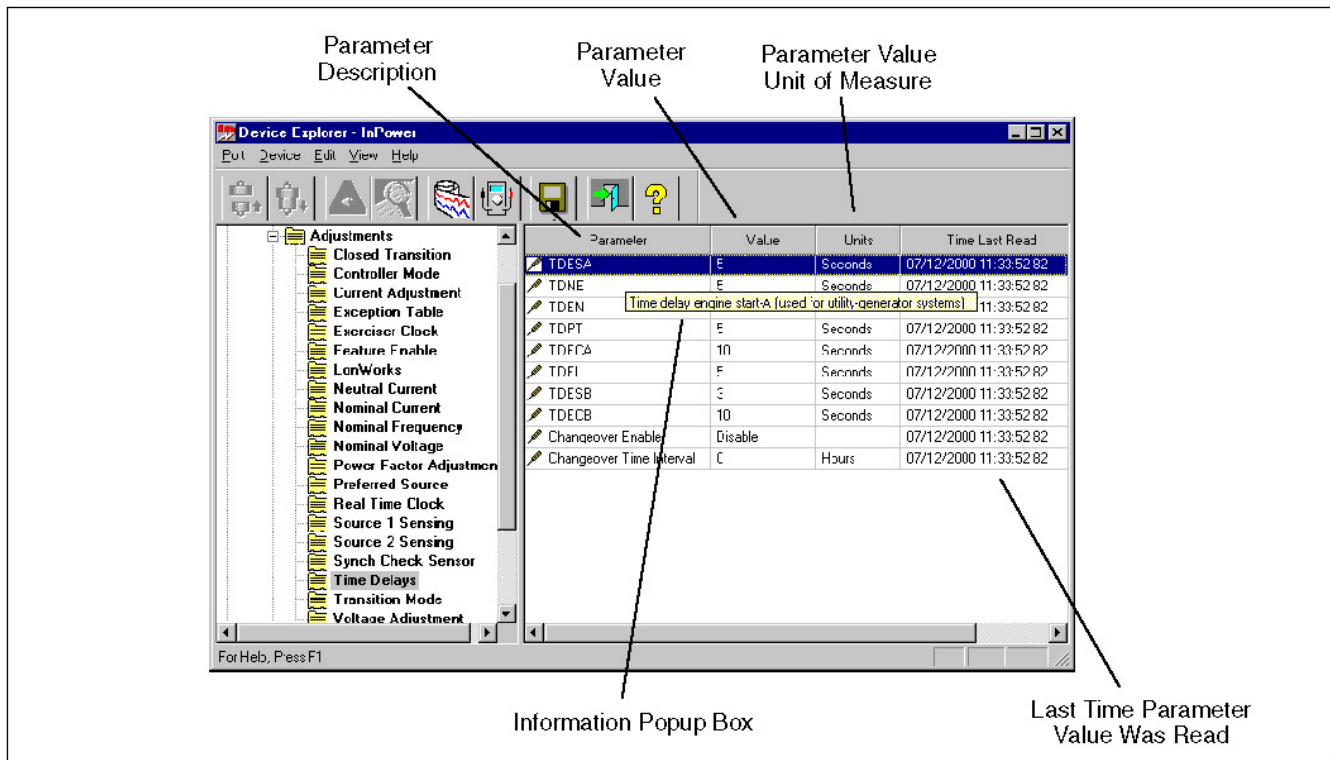 Parameter Description
Parameter Value
Parameter Value Unit of Measure
Device Explorer - InPower
Device Edit View Help
Adjustments
Closed Transition
Controller Mode
Current Adjustment
Exception Table
Exerciser Clock
Feature Enable
LonWorks
Neutral Current
Nominal Current
Nominal Frequency
Nominal Voltage
Power Factor Adjustmen
Preferred Source
Real Time Clock
Source 1 Sensing
Source 2 Sensing
Synch Check Sensor
Time Delays
Transition Mode
Voltage Adjustment
Parameter Value Units Time Last Read
TDESA 5 Seconds 07/12/2000 11:33:52 82
TDNE 5 Seconds 07/12/2000 11:33:52 82
Time delay engine start-A (used for utility-generator systems)
TDEN 11:33:52 82
TDPT 5 Seconds 07/12/2000 11:33:52 82
TDECA 10 Seconds 07/12/2000 11:33:52 82
TDEL 5 Seconds 07/12/2000 11:33:52 82
TDESB 3 Seconds 07/12/2000 11:33:52 82
TDECB 10 Seconds 07/12/2000 11:33:52 82
Changeover Enable Disable 07/12/2000 11:33:52 82
Changeover Time Interval 0 Hours 07/12/2000 11:33:52 82
For Help, Press F1
Information Popup Box
Last Time Parameter Value Was Read